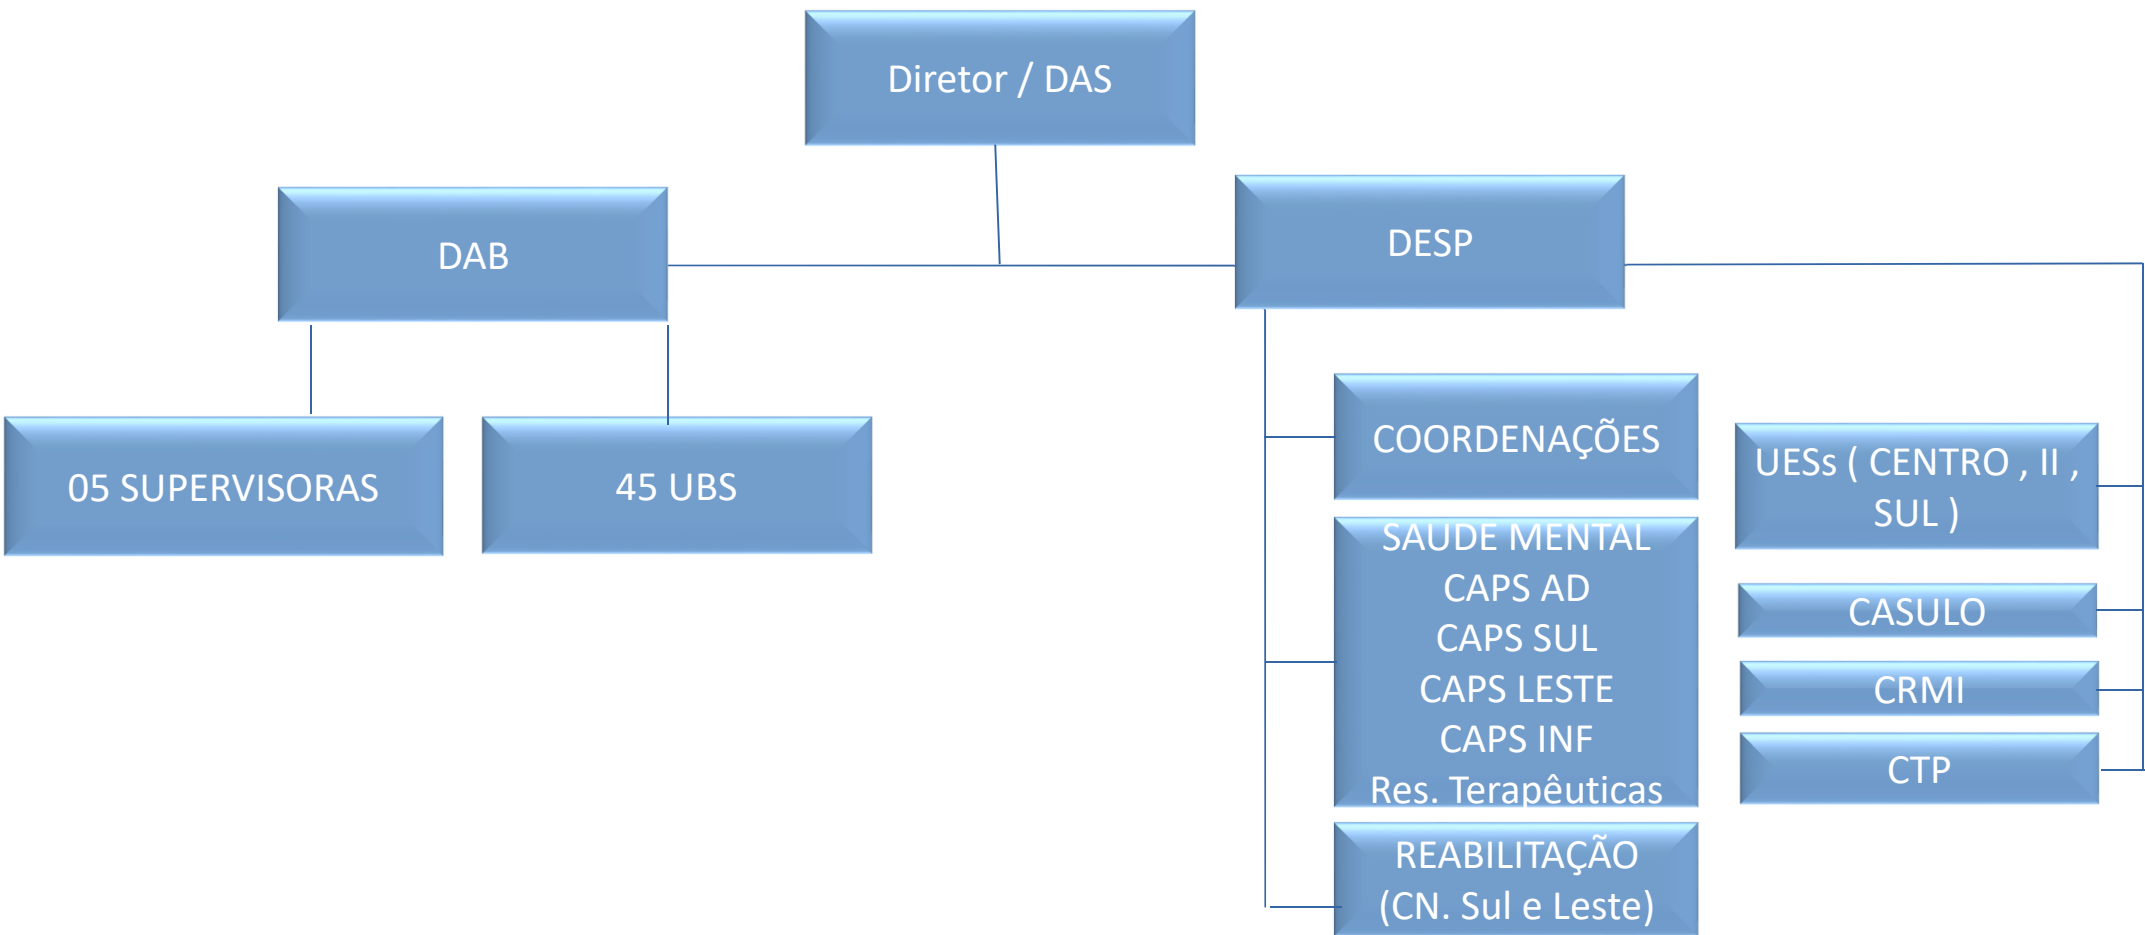 Diretor / DAS
DAB
DESP
05 SUPERVISORAS
45 UBS
COORDENAÇÕES
SAUDE MENTAL
CAPS AD
CAPS SUL
CAPS LESTE
CAPS INF
Res. Terapêuticas
REABILITAÇÃO
(CN. Sul e Leste)
UESs ( CENTRO , II ,
SUL )
CASULO
CRMI
CTP